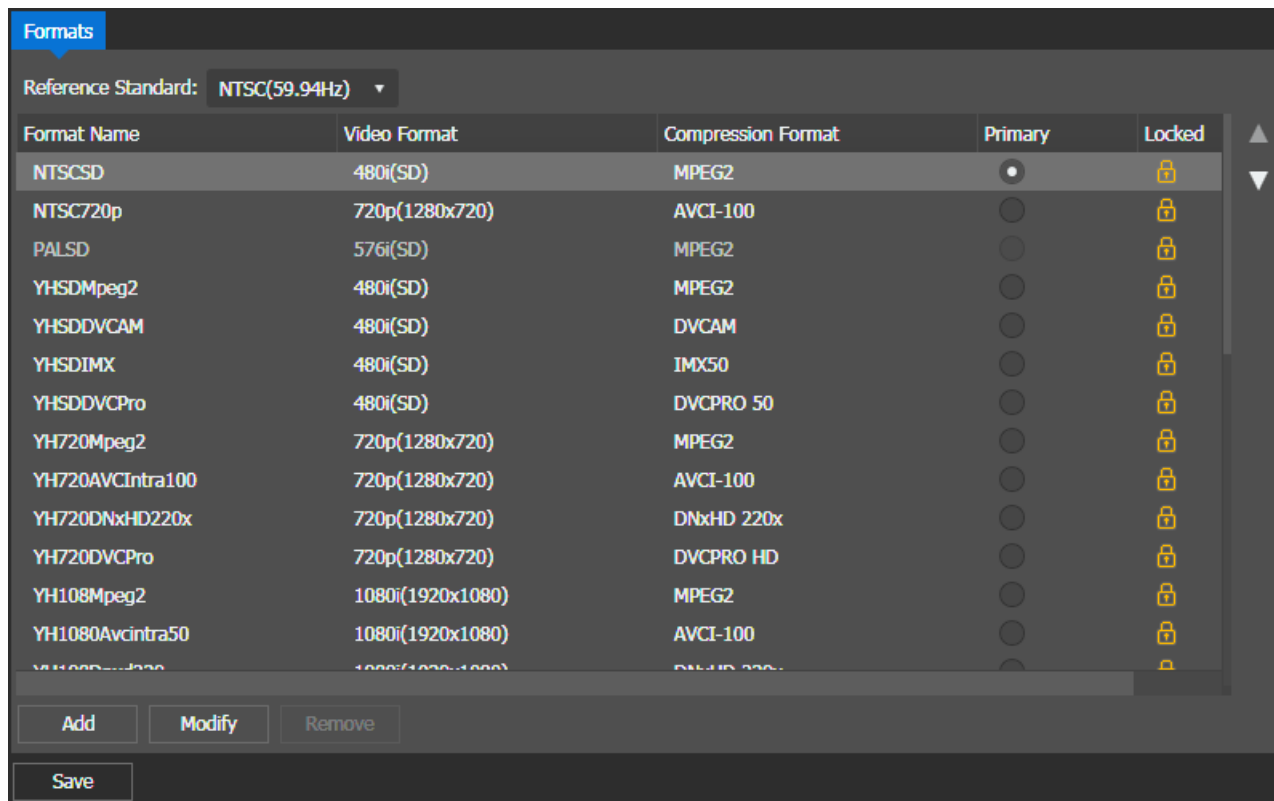 Formats
Reference Standard: NTSC(59.94Hz)
Format Name Video Format Compression Format Primary Locked
NTSCSD 480i(SD) MPEG2
NTSC720p 720p(1280x720) AVCI-100
PALSD 576i(SD) MPEG2
YHSDMpeg2 480i(SD) MPEG2
YHSDDVCAM 480i(SD) DVCAM
YHSDIMX 480i(SD) IMX50
YHSDDVCPro 480i(SD) DVCPRO 50
YH720Mpeg2 720p(1280x720) MPEG2
YH720AVCIntra100 720p(1280x720) AVCI-100
YH720DNxHD220x 720p(1280x720) DNxHD 220x
YH720DVCPro 720p(1280x720) DVCPRO HD
YH108Mpeg2 1080i(1920x1080) MPEG2
YH1080Avcintra50 1080i(1920x1080) AVCI-100
1080i(1920x1080) DNxHD 220x
Add Modify Remove
Save